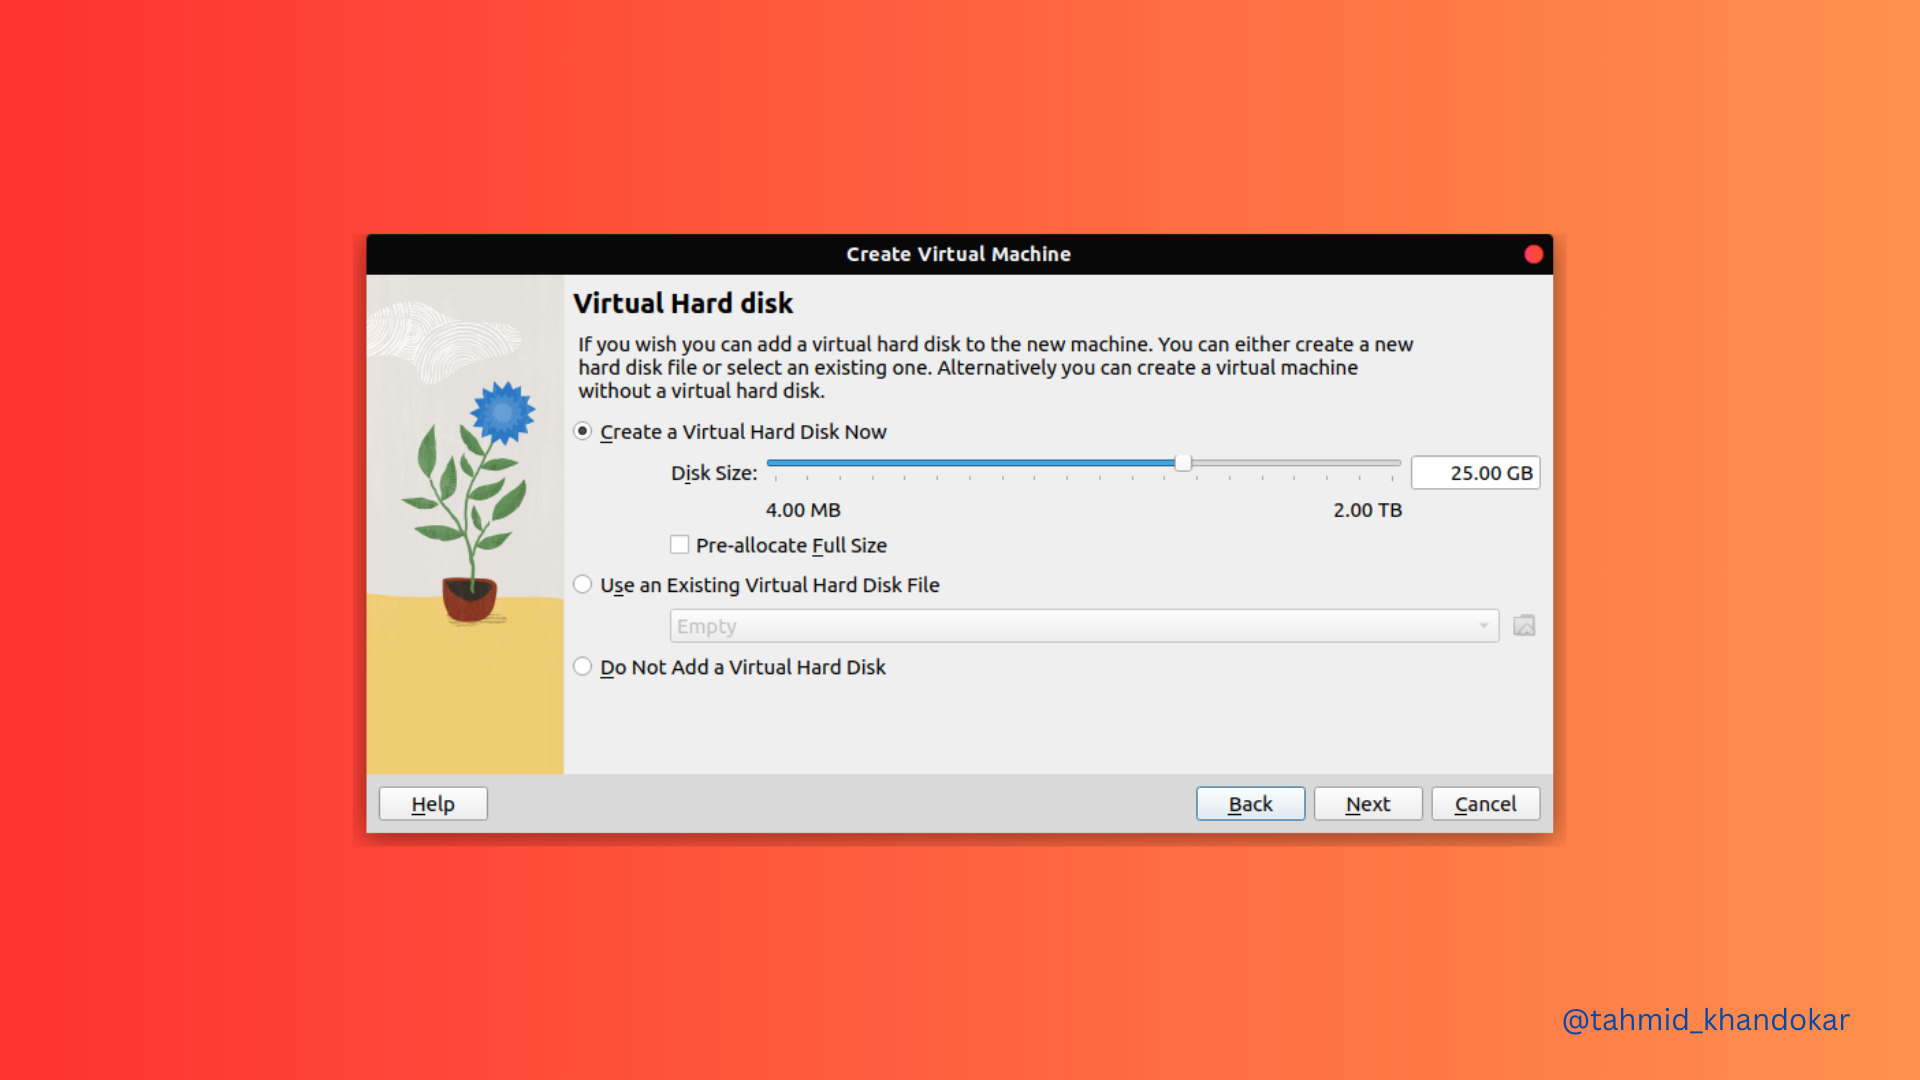 Create Virtual Machine
Virtual Hard disk
If you wish you can add a virtual hard disk to the new machine. You can either create a new
hard disk file or select an existing one. Alternatively you can create a virtual machine
without a virtual hard disk.
Create a Virtual Hard Disk Now
Disk Size:
25.00 GB
4.00 MB
2.00 TB
Pre-allocate Full Size
Use an Existing Virtual Hard Disk File
Empty
Do Not Add a Virtual Hard Disk
Help
Back
Next
Cancel
@tahmid_khandokar